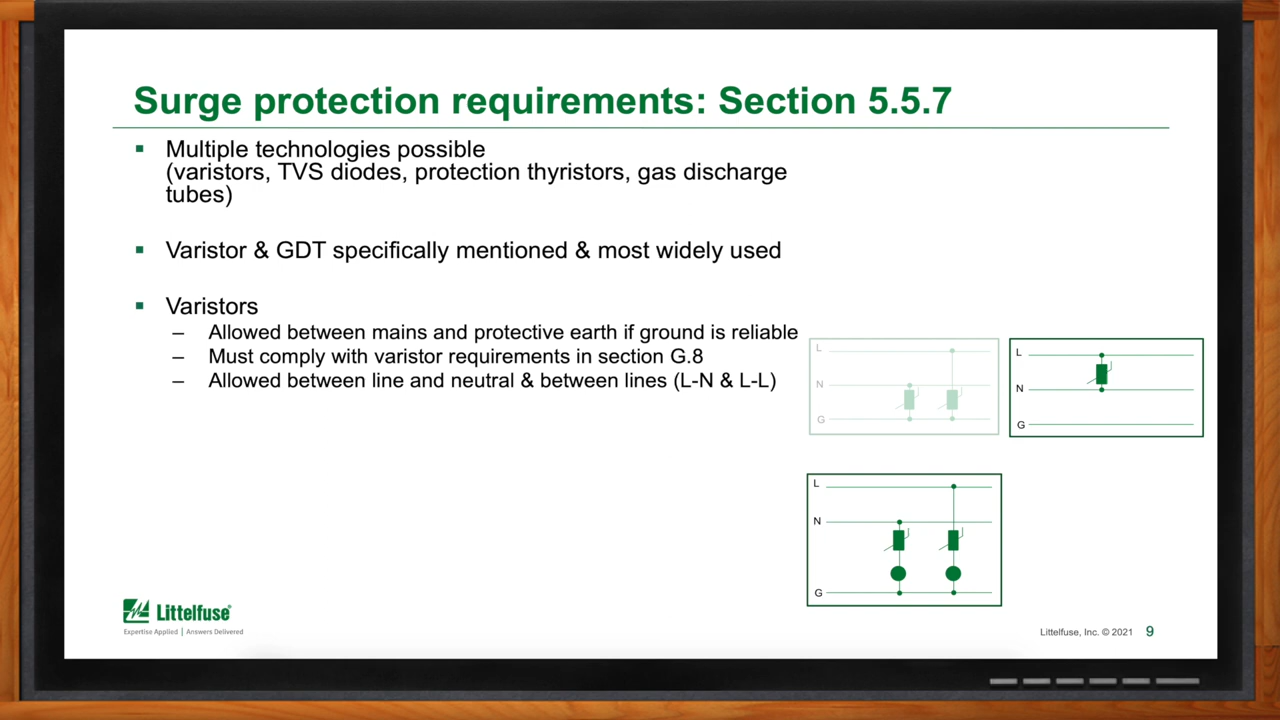 Surge protection requirements: Section 5.5.7
▪ Multiple technologies possible
(varistors, TVS diodes, protection thyristors, gas discharge
tubes)
▪ Varistor & GDT specifically mentioned & most widely used
▪ Varistors
– Allowed between mains and protective earth if ground is reliable
– Must comply with varistor requirements in section G.8
– Allowed between line and neutral & between lines (L-N & L-L)
L
N
G
L
N
G
L
N
G
Littelfuse®
Expertise Applied | Answers Delivered
Littelfuse, Inc. © 2021 9